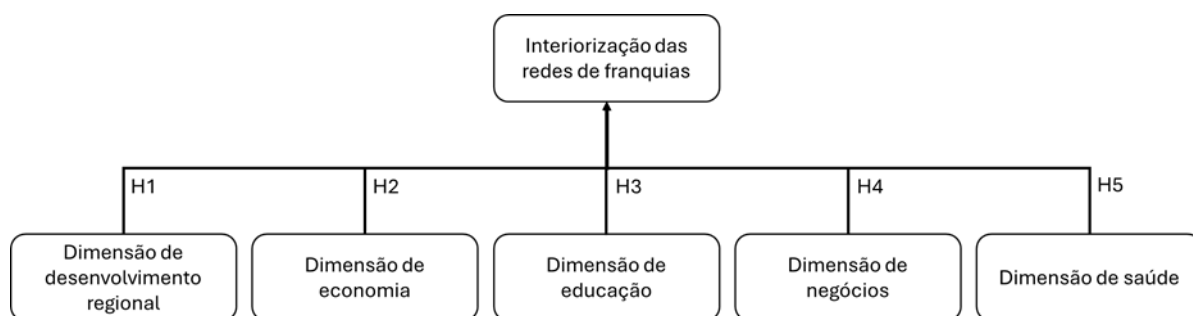 Interiorização das
redes de franquias
H1
H2
H3
H4
H5
Dimensão de
desenvolvimento
regional
Dimensão de
economia
Dimensão de
educação
Dimensão de
negócios
Dimensão de saúde